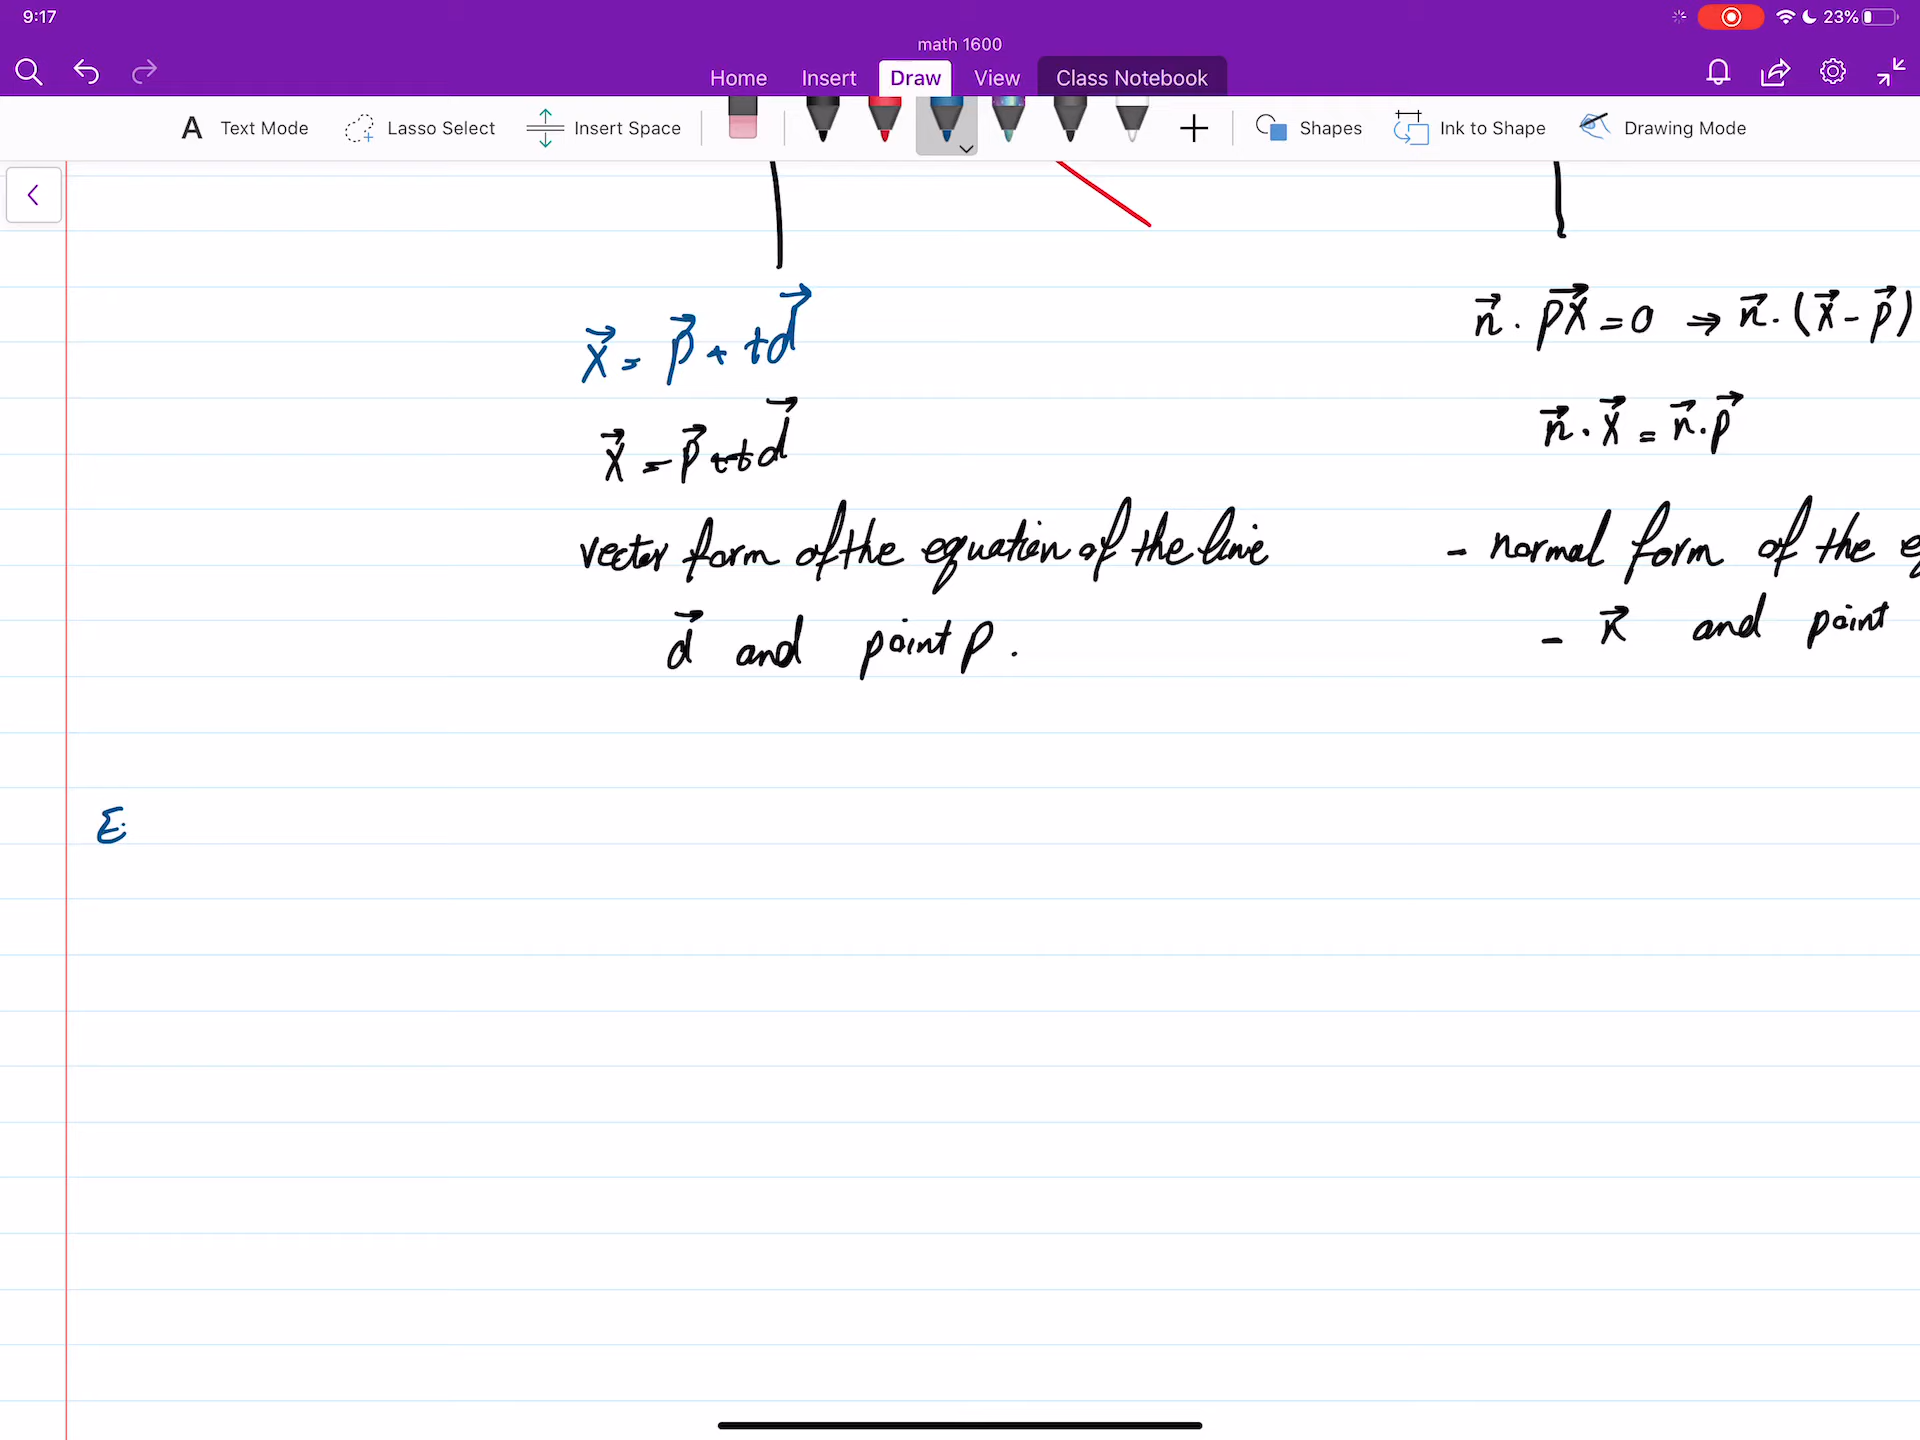 9:17
23%
math 1600
Home Insert Draw View Class Notebook
A Text Mode Lasso Select Insert Space Shapes Ink to Shape Drawing Mode
x⃗ = p⃗ + td⃗
x⃗ = p⃗ + td⃗
vector form of the equation of the line
d⃗ and point P.
n⃗ · PX⃗ = 0 ⇒ n⃗ · (x⃗ - p⃗)
n⃗ · x⃗ = n⃗ · p⃗
- normal form of the e
- n⃗ and point
E